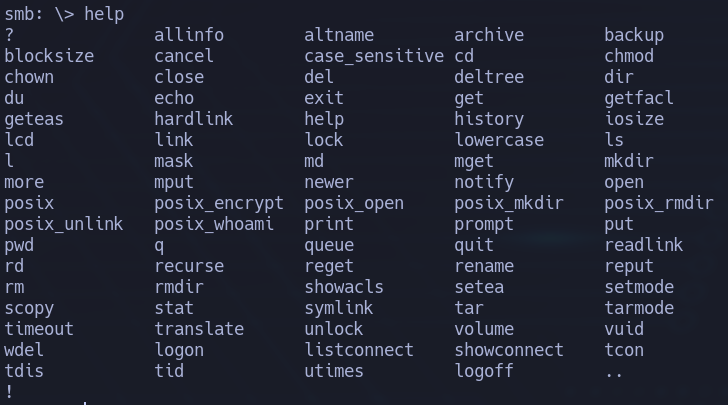 smb: \> help
? allinfo altname archive backup
blocksize cancel case_sensitive cd chmod
chown close del deltree dir
du echo exit get getfacl
geteas hardlink help history iosize
lcd link lock lowercase ls
l mask md mget mkdir
more mput newer notify open
posix posix_encrypt posix_open posix_mkdir posix_rmdir
posix_unlink posix_whoami print prompt put
pwd q queue quit readlink
rd recurse reget rename reput
rm rmdir showacls setea setmode
scopy stat symlink tar tarmode
timeout translate unlock volume vuid
wdel logon listconnect showconnect tcon
tdis tid utimes logoff ..
!